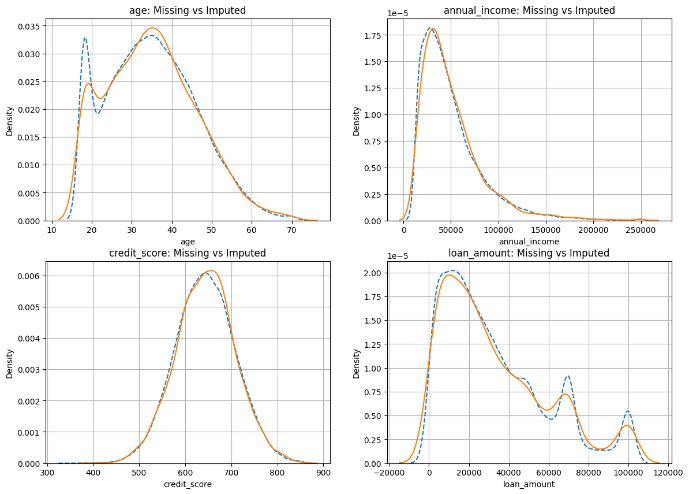 age: Missing vs Imputed
0.035
0.030
0.025
0.020
0.015
0.010
0.005
0.000
Density
10 20 30 40 50 60 70
age
annual_income: Missing vs Imputed
1e−5
1.75
1.50
1.25
1.00
0.75
0.50
0.25
0.00
Density
0 50000 100000 150000 200000 250000
annual_income
credit_score: Missing vs Imputed
0.006
0.005
0.004
0.003
0.002
0.001
0.000
Density
300 400 500 600 700 800 900
credit_score
loan_amount: Missing vs Imputed
1e−5
2.00
1.75
1.50
1.25
1.00
0.75
0.50
0.25
0.00
Density
−20000 0 20000 40000 60000 80000 100000 120000
loan_amount